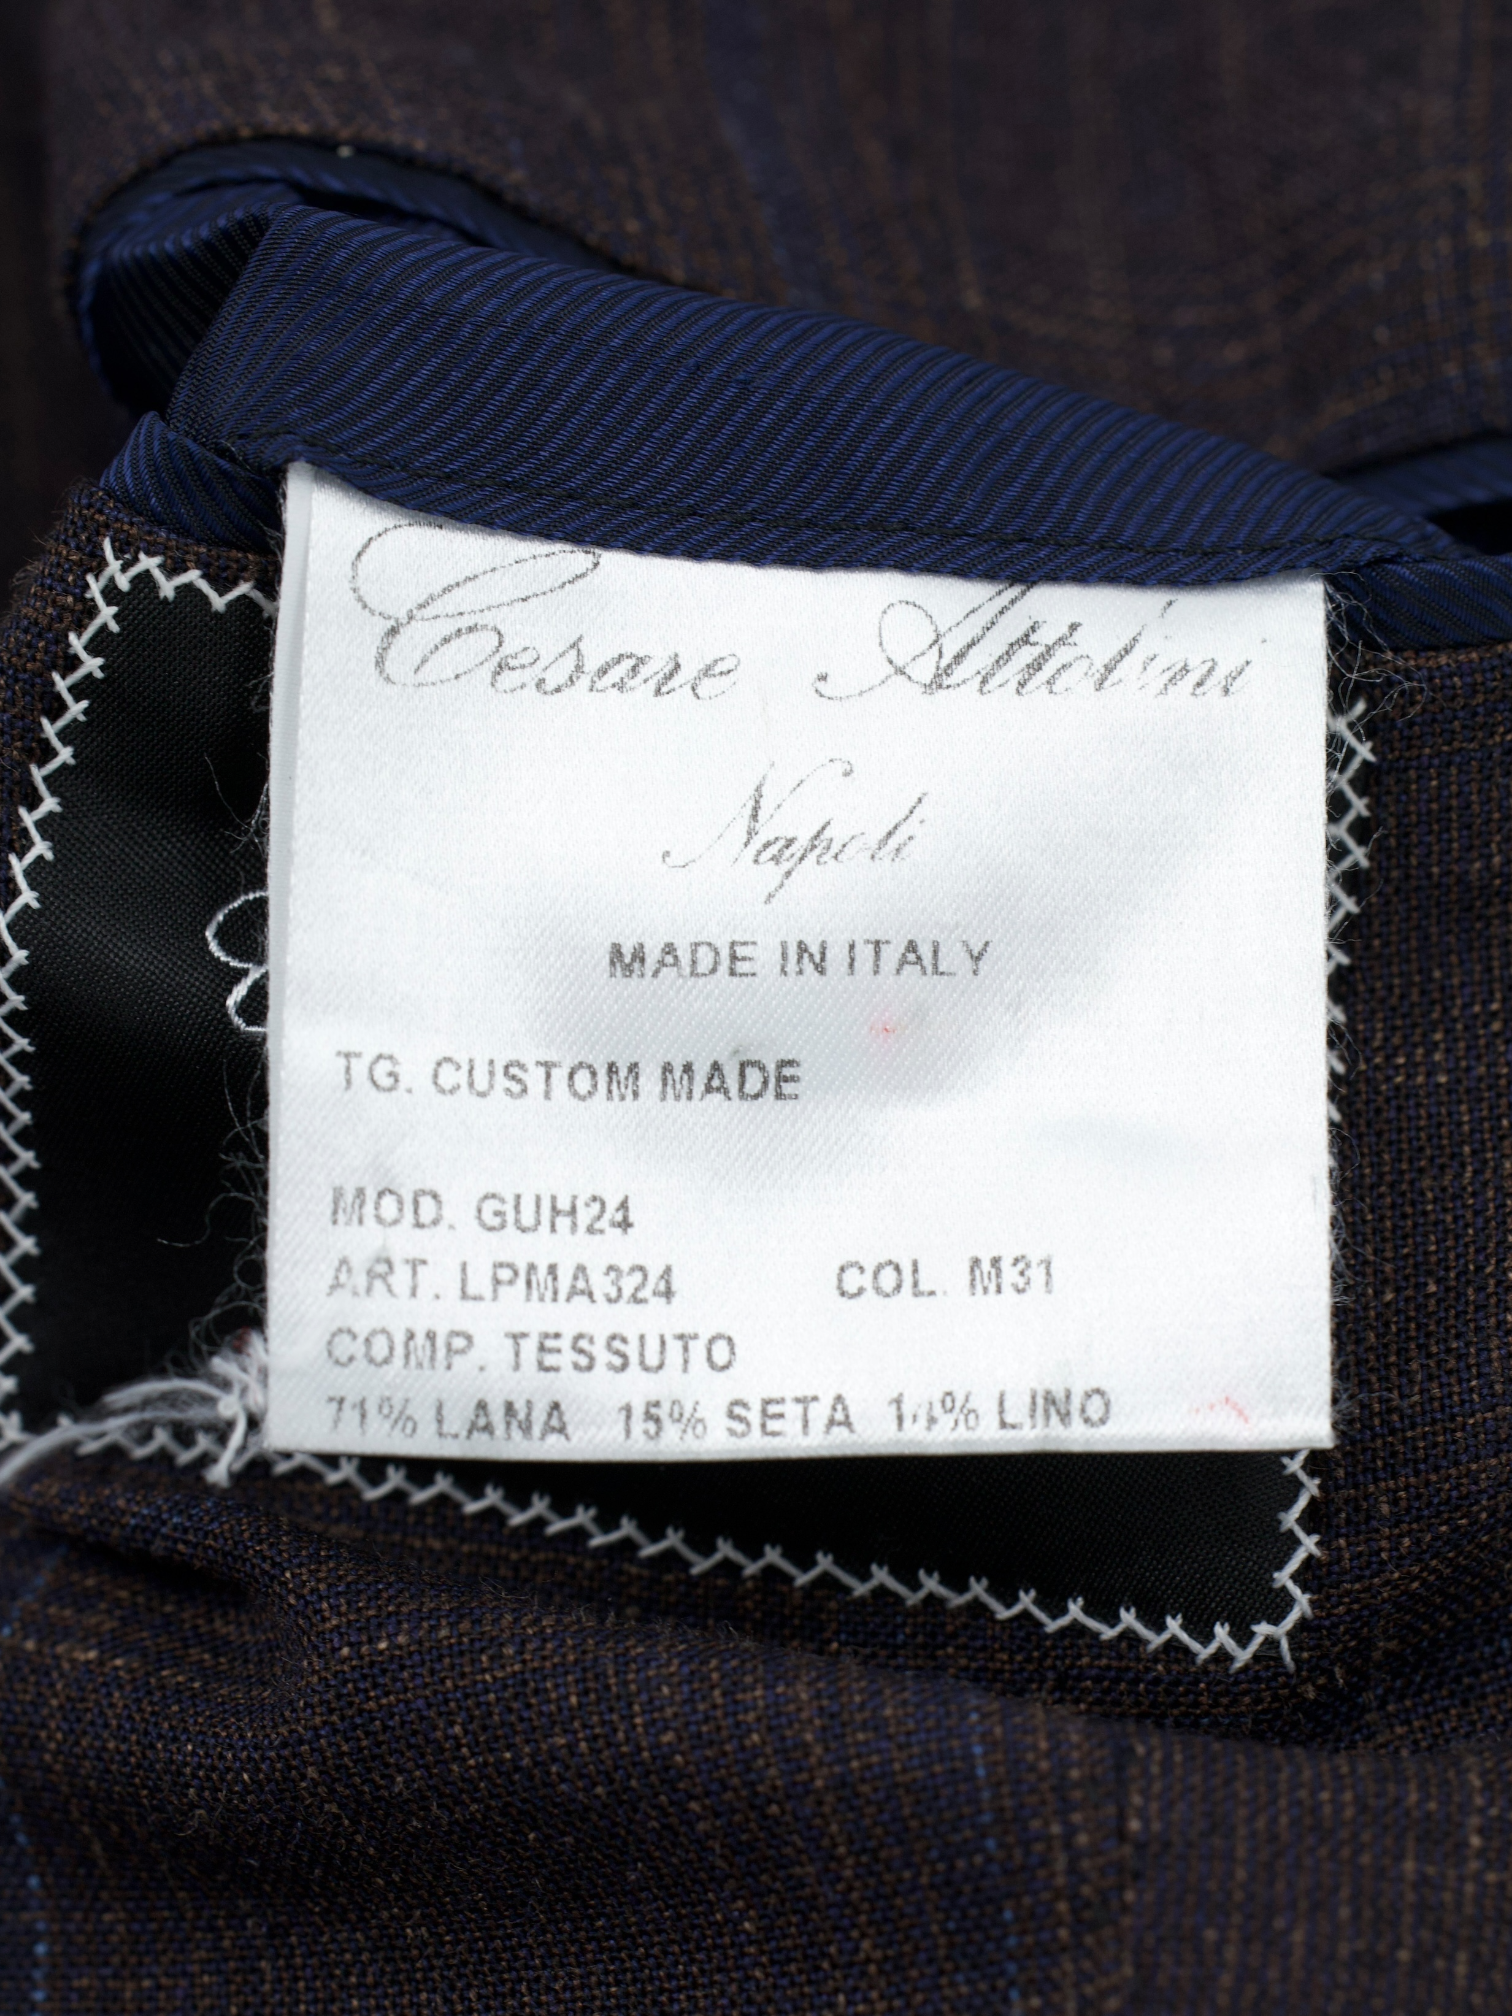 Cesare Attolini
Napoli
MADE IN ITALY
TG. CUSTOM MADE
MOD. GUH24
ART. LPMA324 COL. M31
COMP. TESSUTO
71% LANA 15% SETA 14% LINO